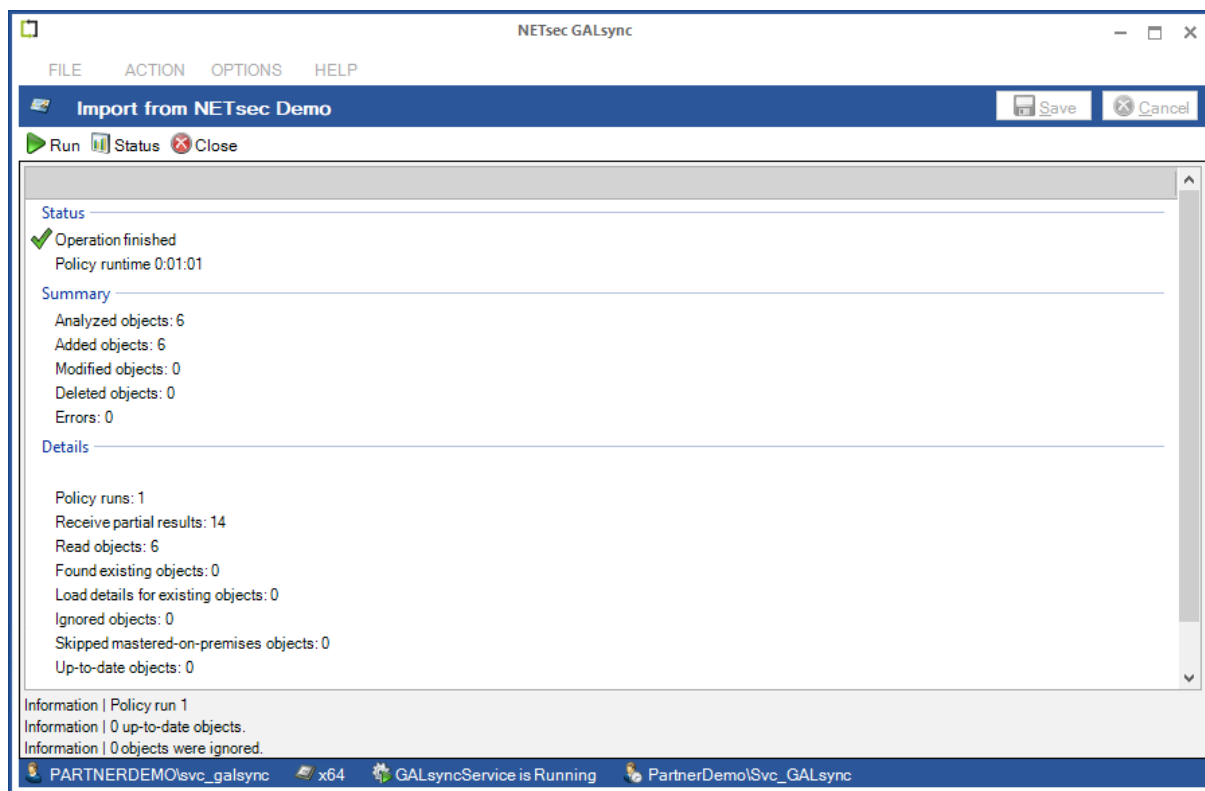 NETsec GALsync
FILE ACTION OPTIONS HELP
Import from NETsec Demo Save Cancel
Run Status Close
Status
Operation finished
Policy runtime 0:01:01
Summary
Analyzed objects: 6
Added objects: 6
Modified objects: 0
Deleted objects: 0
Errors: 0
Details
Policy runs: 1
Receive partial results: 14
Read objects: 6
Found existing objects: 0
Load details for existing objects: 0
Ignored objects: 0
Skipped mastered-on-premises objects: 0
Up-to-date objects: 0
Information | Policy run 1
Information | 0 up-to-date objects.
Information | 0 objects were ignored.
PARTNERDEMO\svc_galsync x64 GALsyncService is Running PartnerDemo\Svc_GALsync